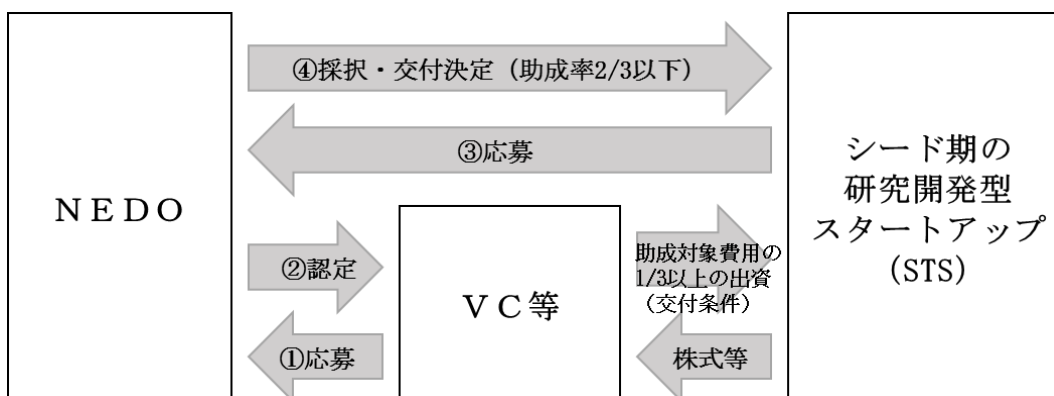 ④採択・交付決定（助成率2/3以下）
③応募
NEDO
シード期の
研究開発型
スタートアップ
(STS)
②認定
VC等
助成対象費用の
1/3以上の出資
（交付条件）
①応募
株式等